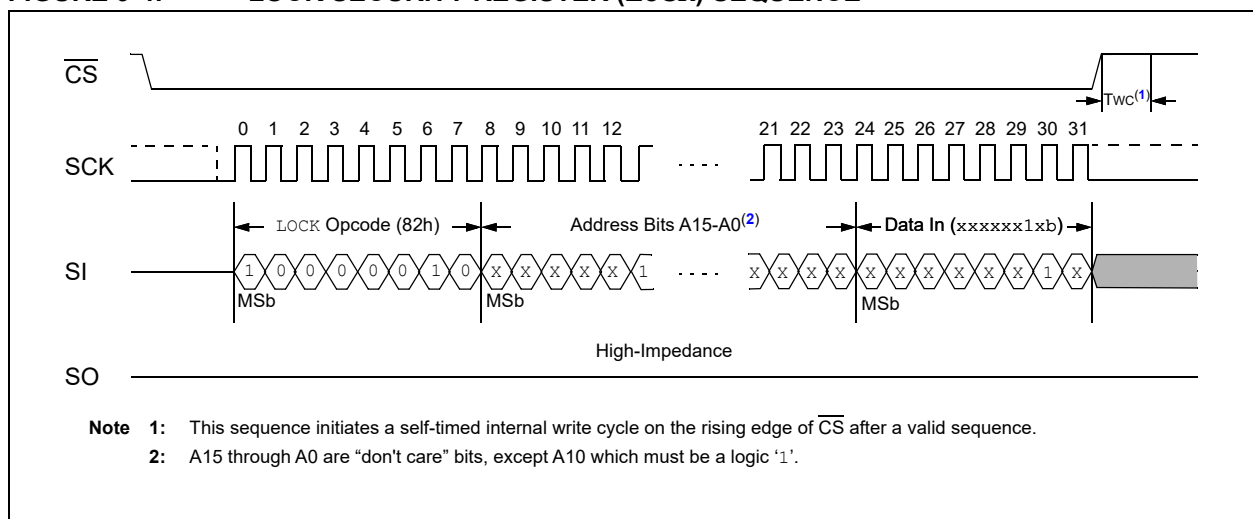 CS
TWC(1)
0 1 2 3 4 5 6 7 8 9 10 11 12 21 22 23 24 25 26 27 28 29 30 31
SCK
LOCK Opcode (82h) Address Bits A15-A0(2) Data In (xxxxxx1xb)
SI 1 0 0 0 0 0 1 0 X X X X X 1 X X X X X X X X X X 1 X
MSb MSb MSb
High-Impedance
SO
Note 1: This sequence initiates a self-timed internal write cycle on the rising edge of CS after a valid sequence.
2: A15 through A0 are “don't care” bits, except A10 which must be a logic ‘1’.